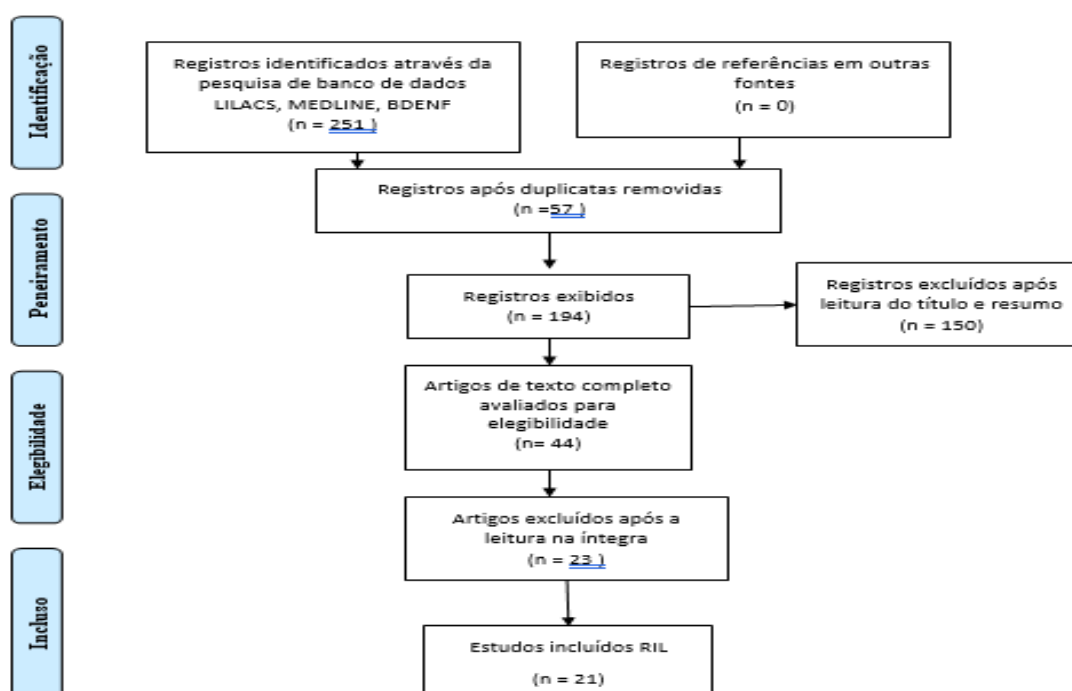 Identificação
Registros identificados através da
pesquisa de banco de dados
LILACS, MEDLINE, BDENF
(n = 251 )
Registros de referências em outras
fontes
(n = 0)
Peneiramento
Registros após duplicatas removidas
(n =57 )
Registros exibidos
(n = 194)
Registros excluídos após
leitura do título e resumo
(n = 150)
Elegibilidade
Artigos de texto completo
avaliados para
elegibilidade
(n= 44)
Artigos excluídos após a
leitura na íntegra
(n = 23 )
Incluso
Estudos incluídos RIL
(n = 21)